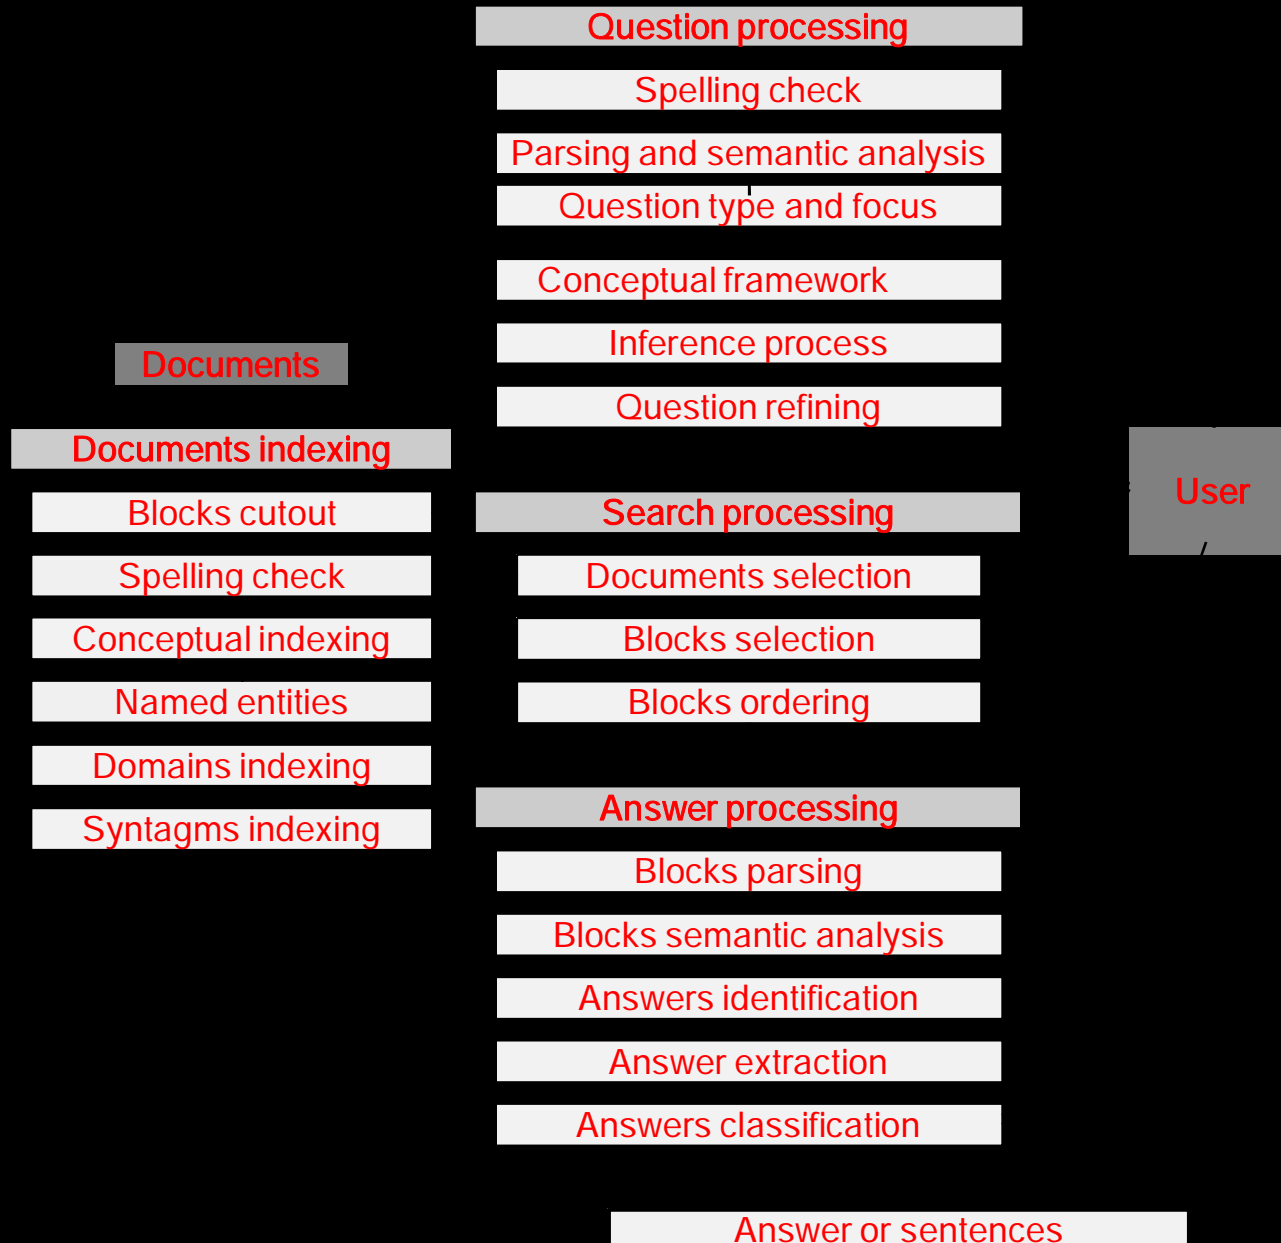 Question processing
Spelling check
Parsing and semantic analysis
Question type and focus
Conceptual framework
Inference process
Question refining
Documents
Documents indexing
Blocks cutout
Spelling check
Conceptual indexing
Named entities
Domains indexing
Syntagms indexing
Search processing
Documents selection
Blocks selection
Blocks ordering
User
Answer processing
Blocks parsing
Blocks semantic analysis
Answers identification
Answer extraction
Answers classification
Answer or sentences